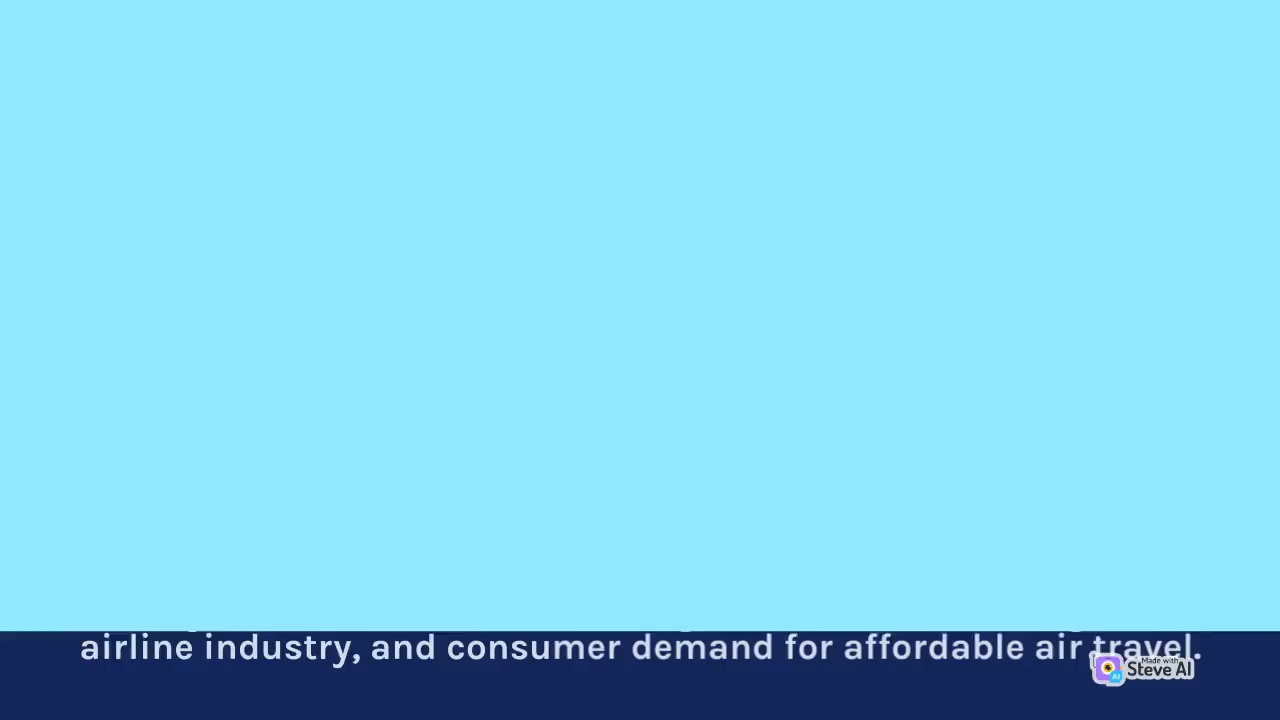 airline industry, and consumer demand for affordable air travel.
Made with
Steve AI